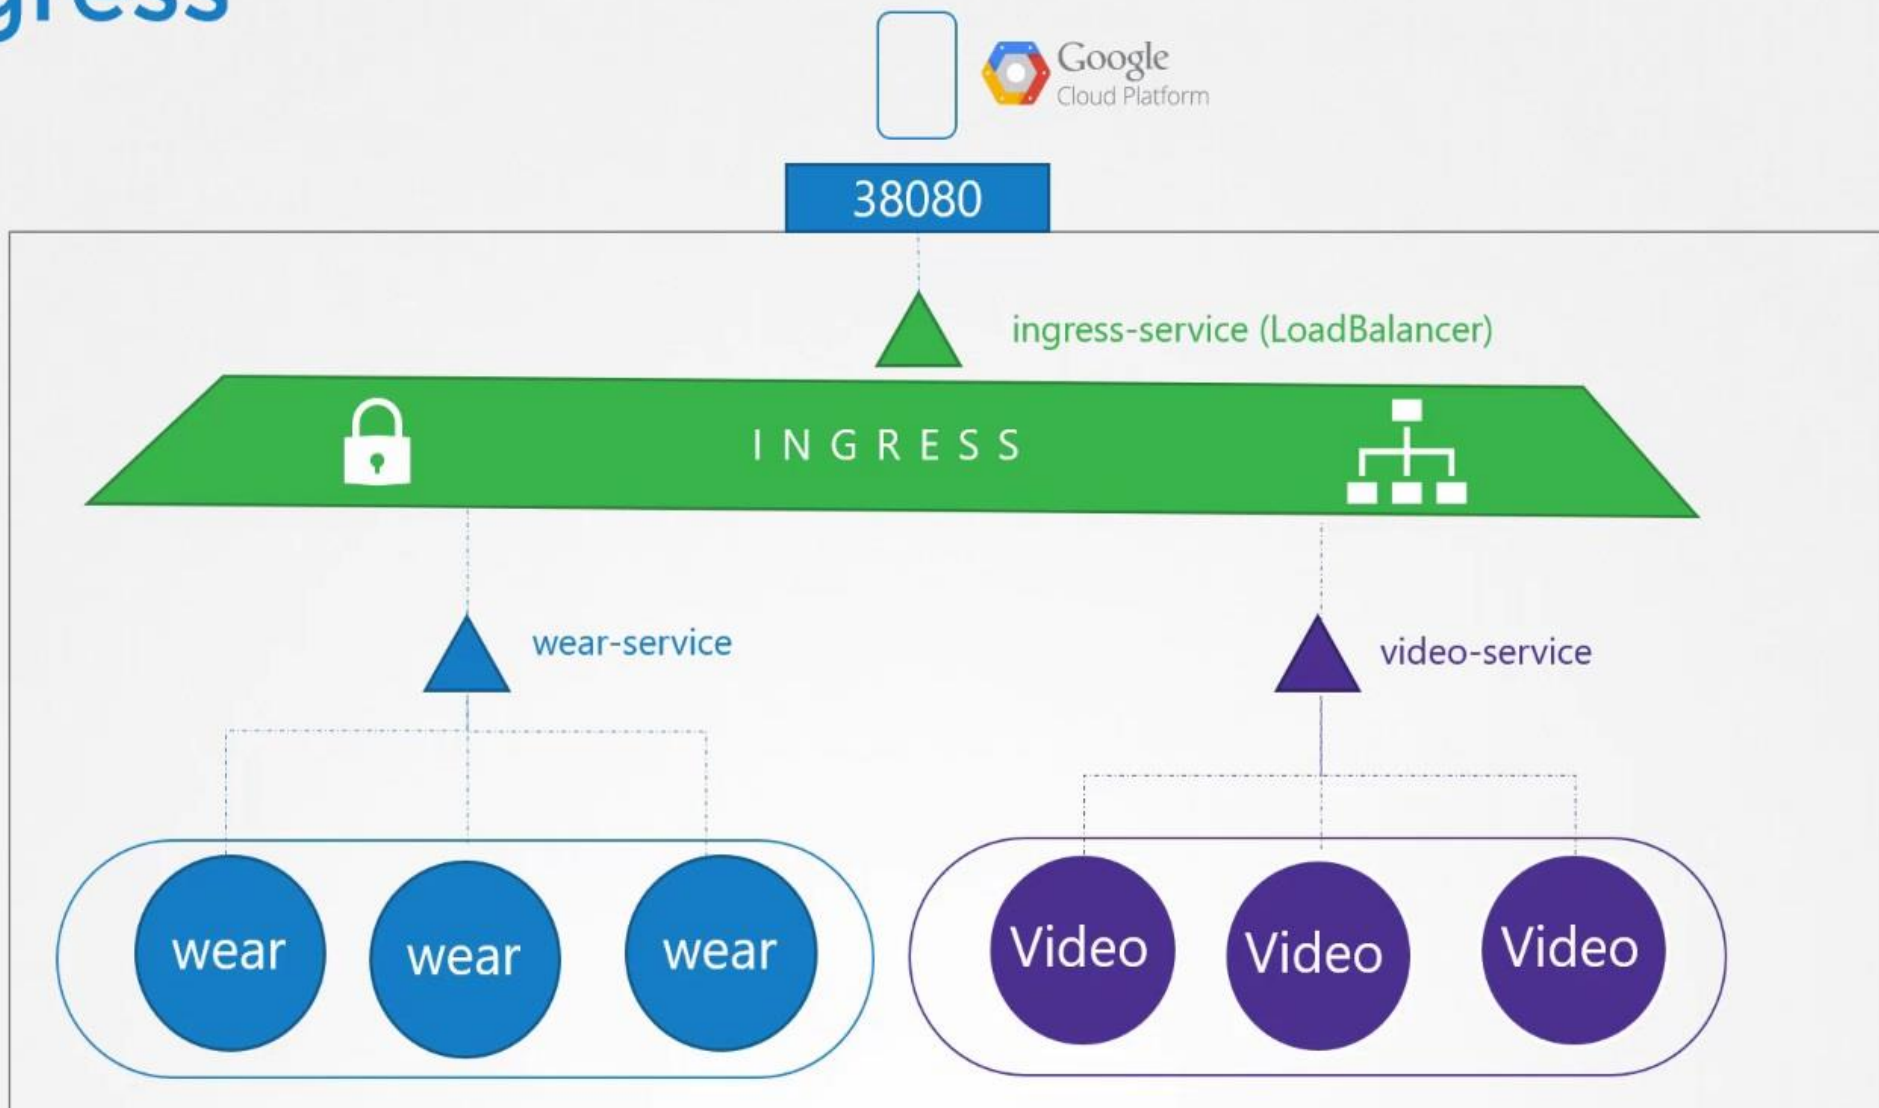 Google
Cloud Platform
38080
ingress-service (LoadBalancer)
INGRESS
wear-service
video-service
wear
wear
wear
Video
Video
Video